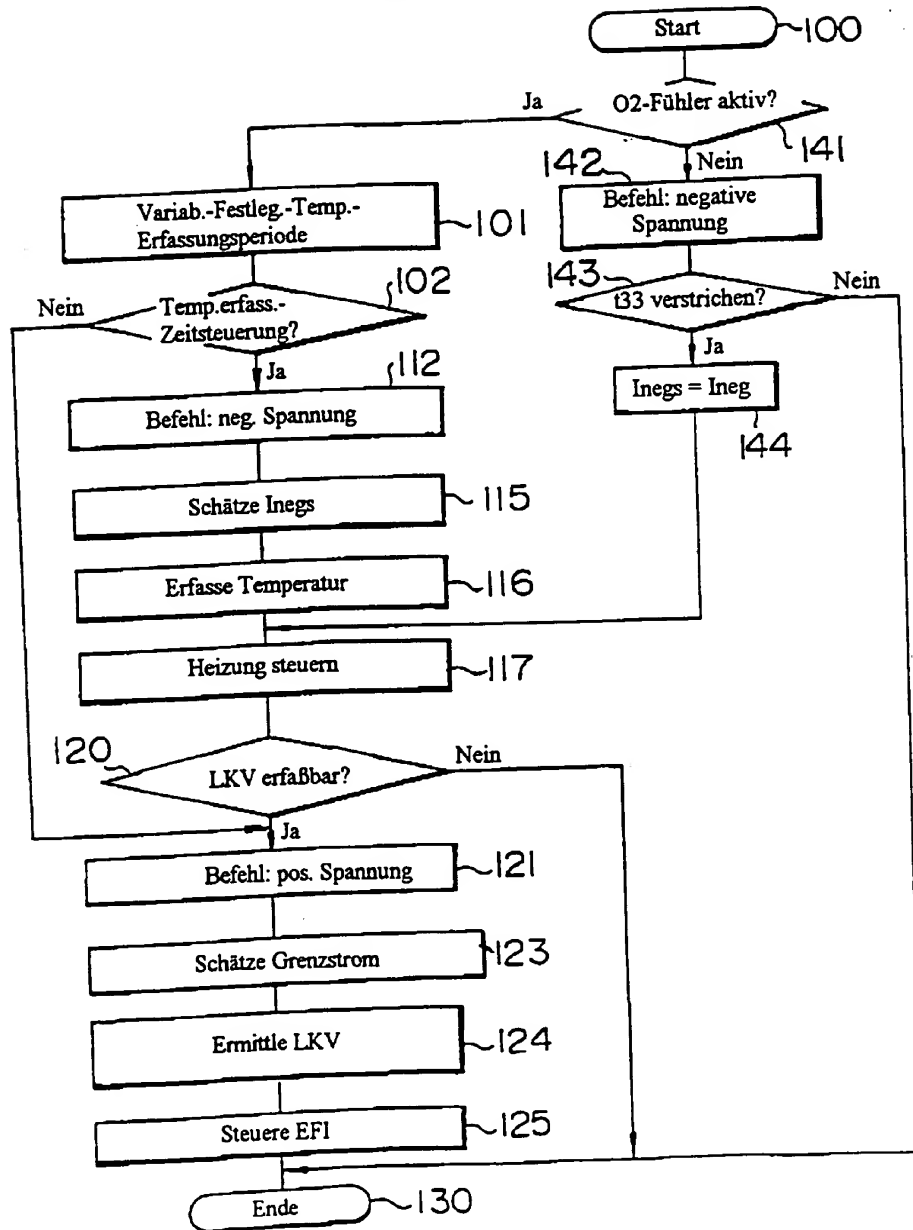 Start
100
O2-Fühler aktiv?
Ja
141
Nein
142
Befehl: negative
Spannung
Variab.-Festleg.-Temp.-
Erfassungsperiode
101
143
t33 verstrichen?
Nein
102
Nein
Temp.erfass.-
Zeitsteuerung?
Ja
Ja
112
Inegs = Ineg
144
Befehl: neg. Spannung
Schätze Inegs
115
Erfasse Temperatur
116
Heizung steuern
117
120
LKV erfaßbar?
Nein
Ja
Befehl: pos. Spannung
121
Schätze Grenzstrom
123
Ermittle LKV
124
Steuere EFI
125
Ende
130